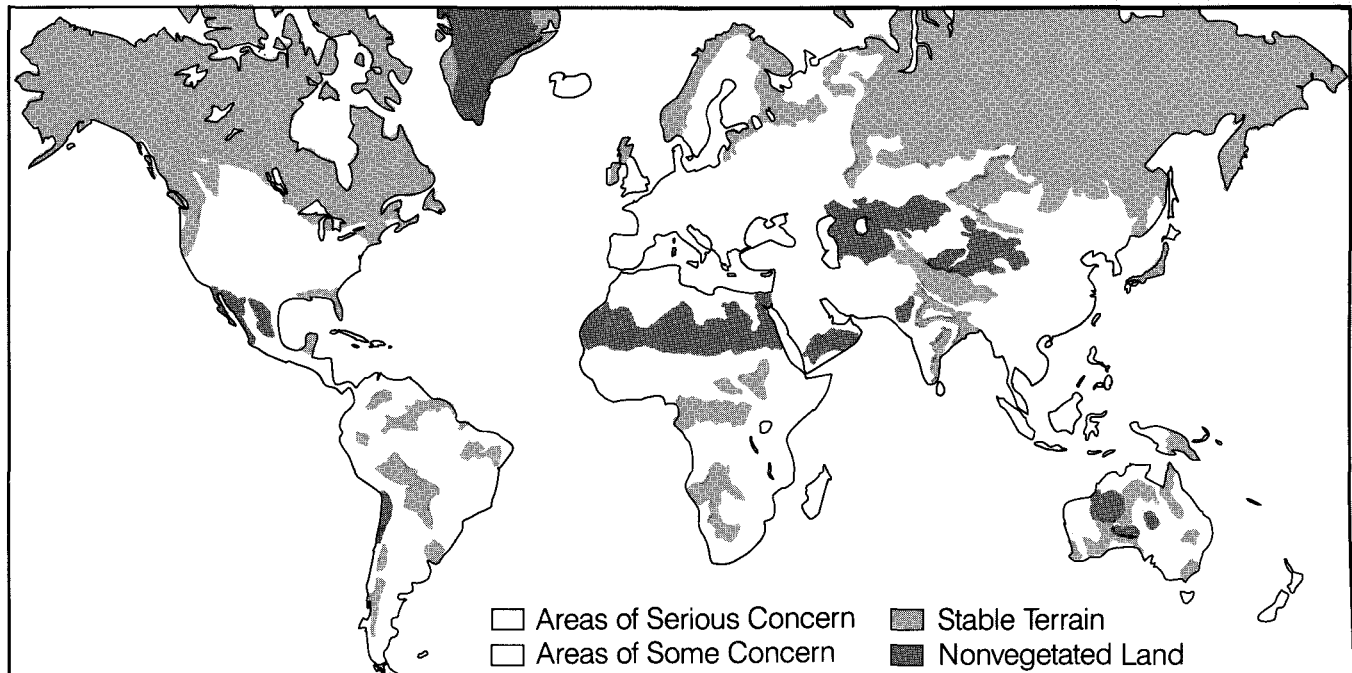 Areas of Serious Concern
Areas of Some Concern
Stable Terrain
Nonvegetated Land